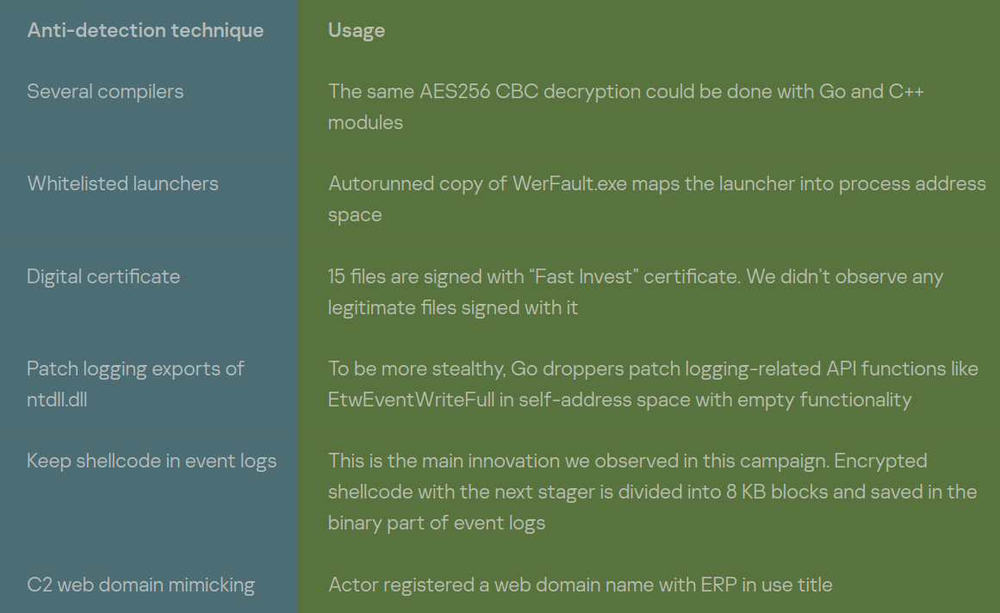 Anti-detection technique
Usage
Several compilers
The same AES256 CBC decryption could be done with Go and C++
modules
Whitelisted launchers
Autorunned copy of WerFault.exe maps the launcher into process address
space
Digital certificate
15 files are signed with “Fast Invest” certificate. We didn’t observe any
legitimate files signed with it
Patch logging exports of
ntdll.dll
To be more stealthy, Go droppers patch logging-related API functions like
EtwEventWriteFull in self-address space with empty functionality
Keep shellcode in event logs
This is the main innovation we observed in this campaign. Encrypted
shellcode with the next stager is divided into 8 KB blocks and saved in the
binary part of event logs
C2 web domain mimicking
Actor registered a web domain name with ERP in use title